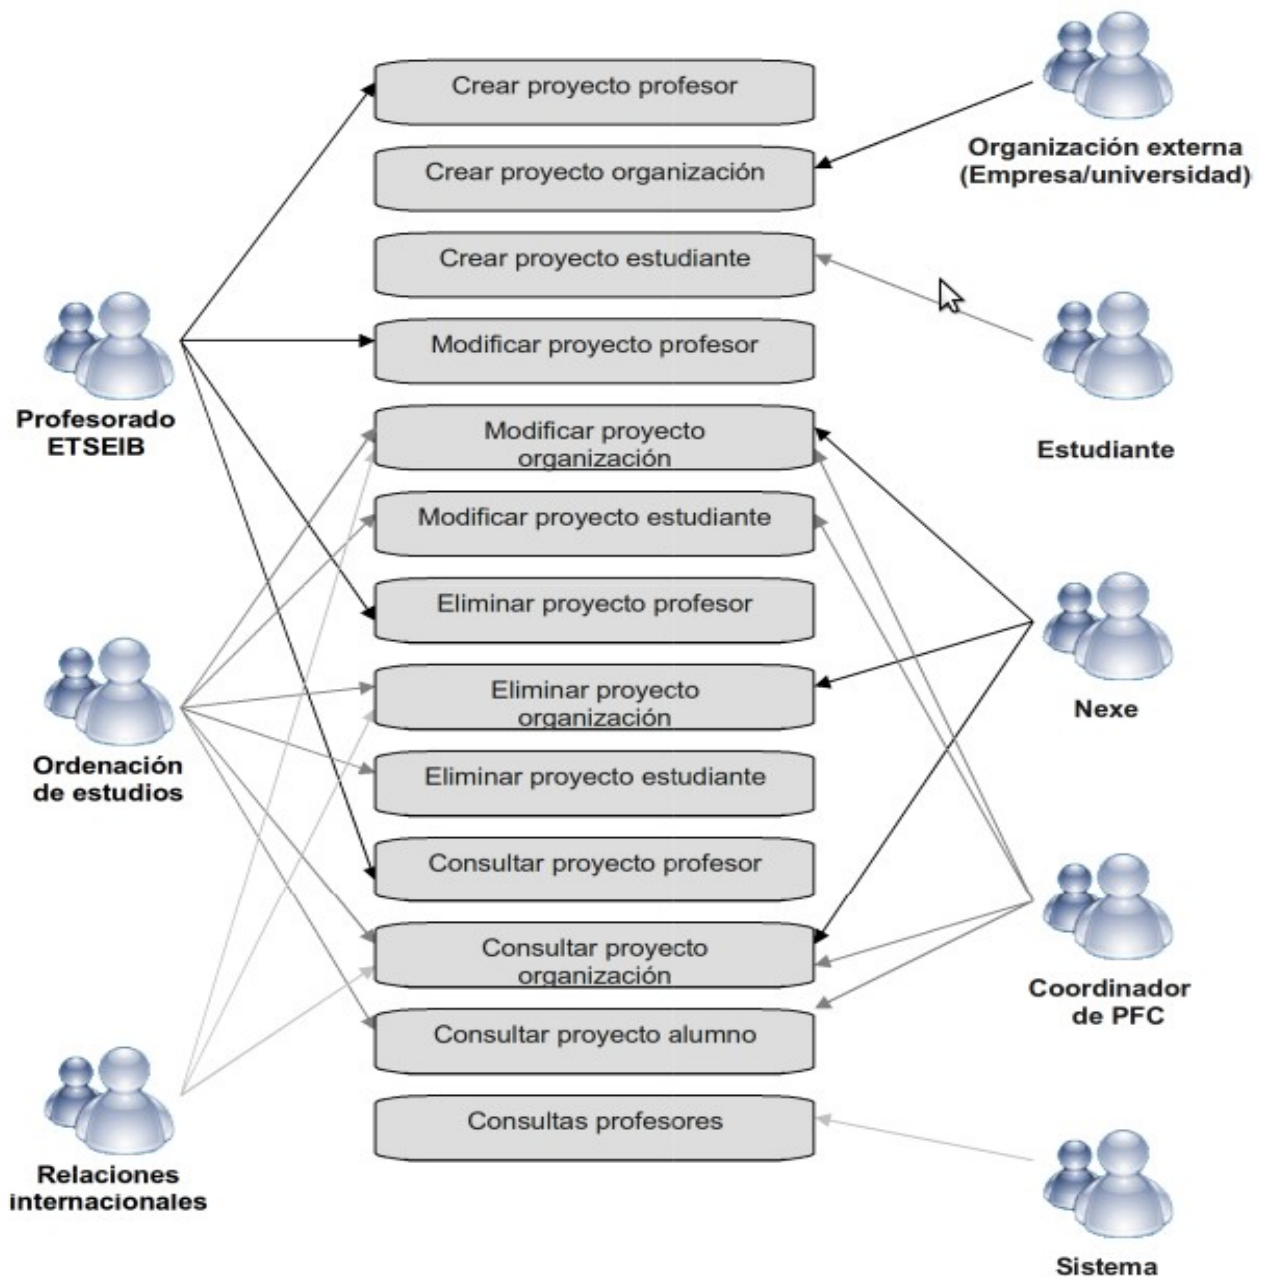 Crear proyecto profesor
Crear proyecto organización
Crear proyecto estudiante
Modificar proyecto profesor
Modificar proyecto
organización
Modificar proyecto estudiante
Eliminar proyecto profesor
Eliminar proyecto
organización
Eliminar proyecto estudiante
Consultar proyecto profesor
Consultar proyecto
organización
Consultar proyecto alumno
Consultas profesores
Profesorado
ETSEIB
Ordenación
de estudios
Relaciones
internacionales
Organización externa
(Empresa/universidad)
Estudiante
Nexe
Coordinador
de PFC
Sistema